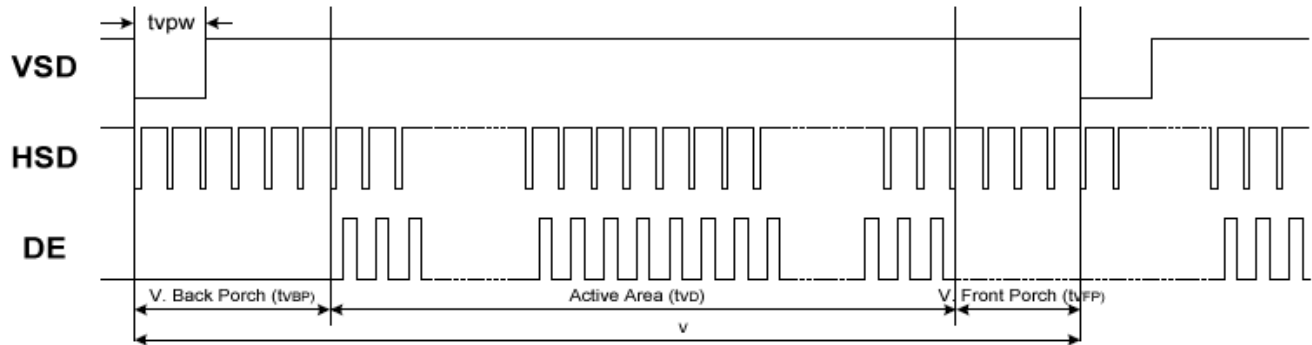 tvpw
VSD
HSD
DE
V. Back Porch (tVBP)
Active Area (tVD)
V. Front Porch (tVFP)
v